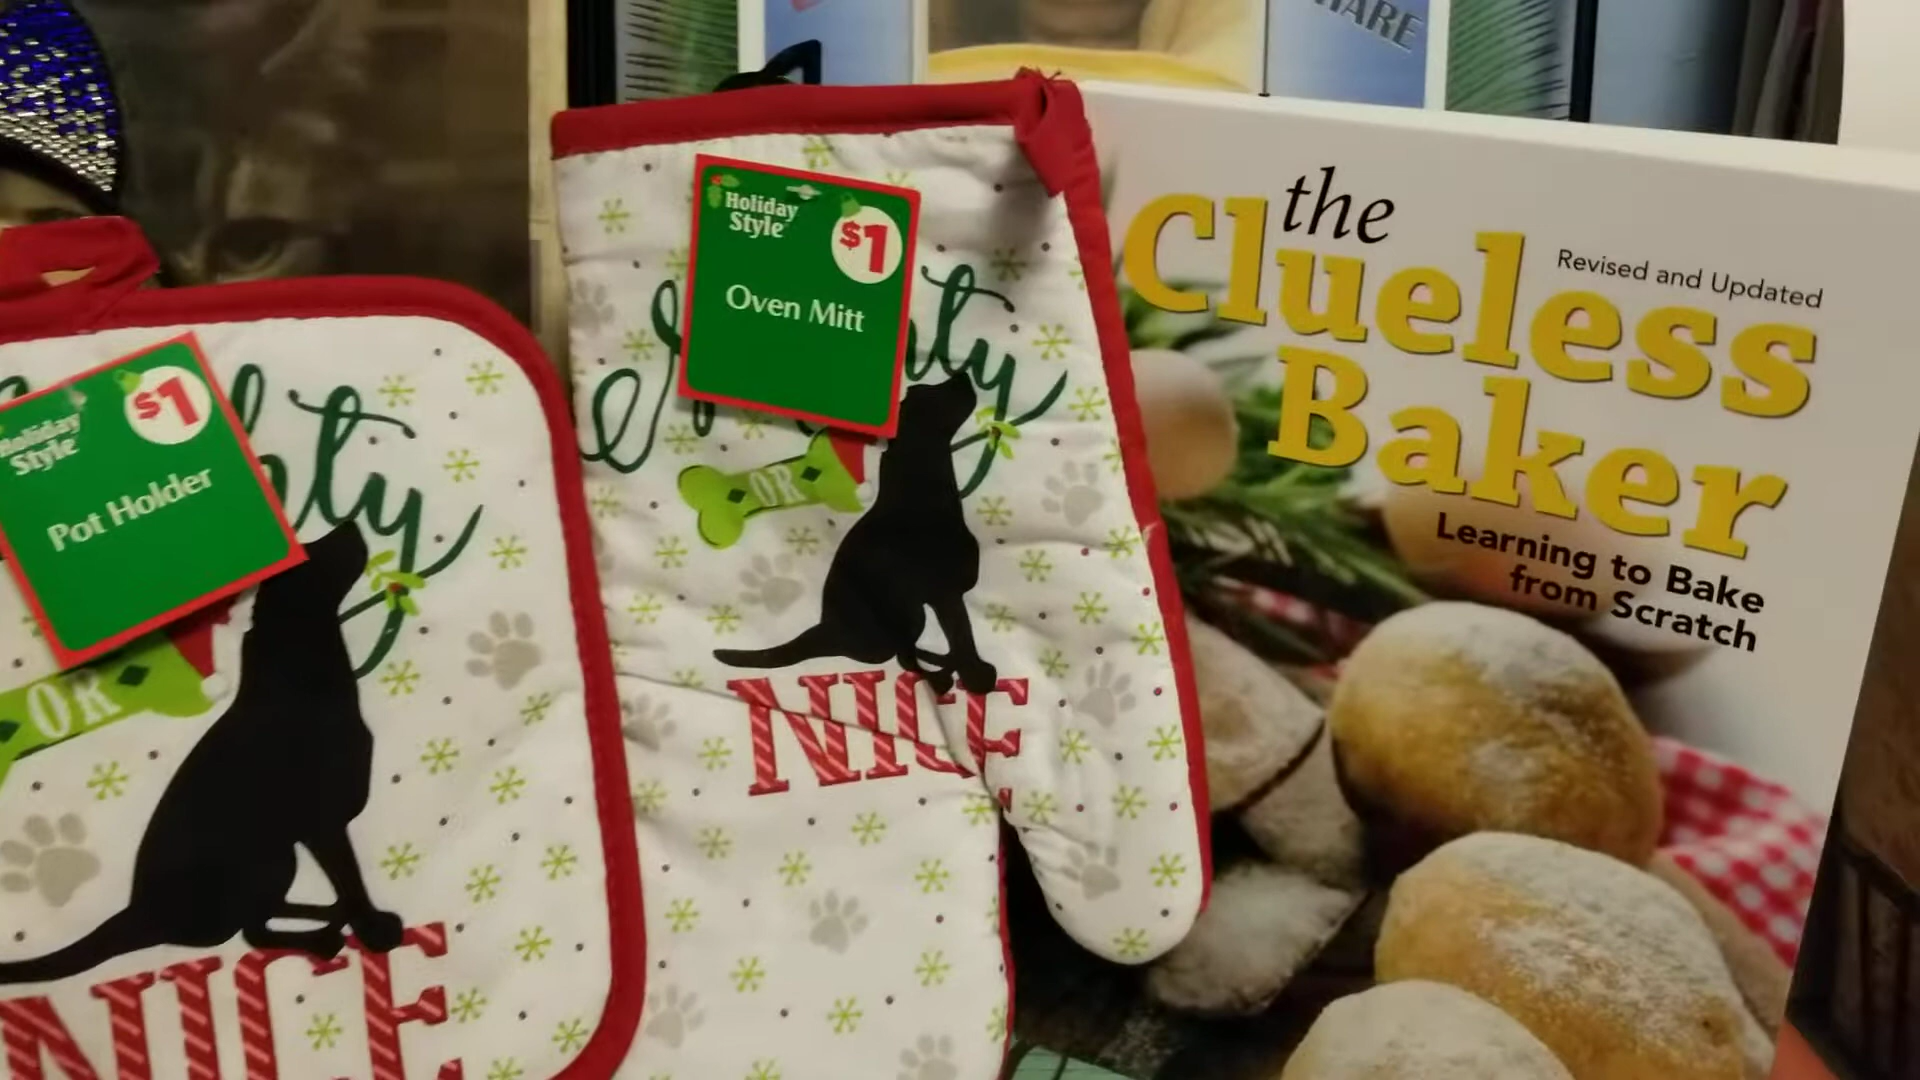 HARE
Holiday
Style
$1
Pot Holder
OR
NICE
Holiday
Style
$1
Oven Mitt
OR
NICE
the
Clueless
Revised and Updated
Baker
Learning to Bake
from Scratch